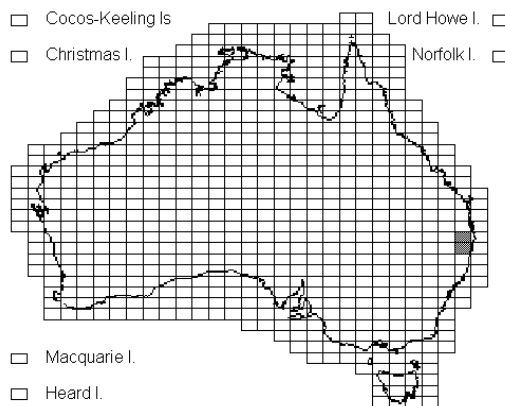 Cocos-Keeling Is
Lord Howe I.
Christmas I.
Norfolk I.
Macquarie I.
Heard I.